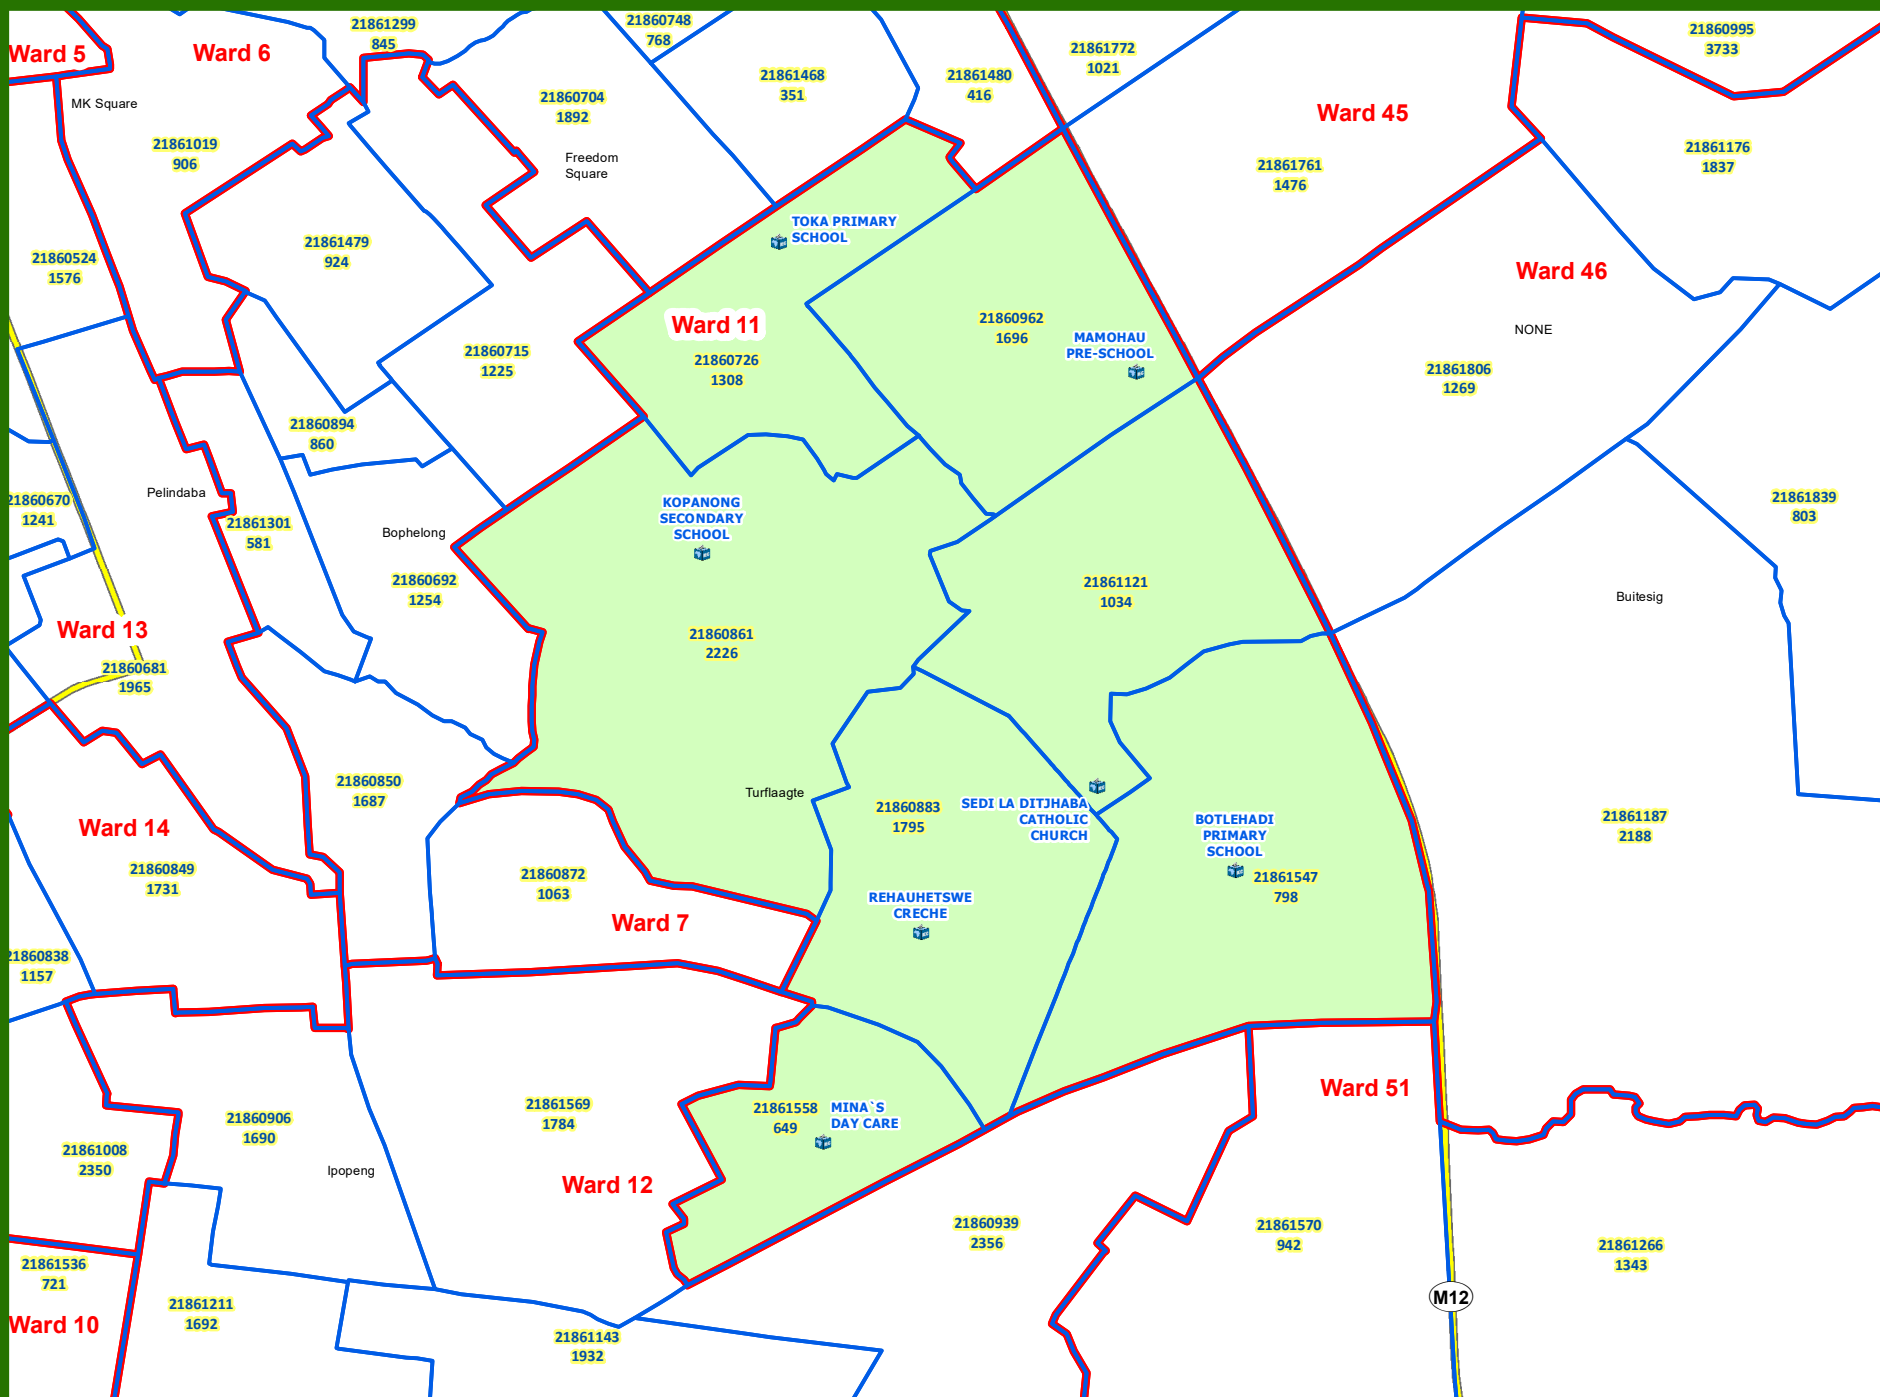 21861299
845
21860748
768
21860995
3733
Ward 5
Ward 6
21861772
1021
21861468
351
21861480
416
MK Square
21860704
1892
Ward 45
21861019
906
Freedom
Square
21861761
1476
21861176
1837
TOKA PRIMARY
SCHOOL
21861479
924
21860524
1576
Ward 46
Ward 11
21860962
1696
NONE
MAMOHAU
PRE-SCHOOL
21860715
1225
21860726
1308
21861806
1269
21860894
860
Pelindaba
21860670
1241
21861839
803
KOPANONG
SECONDARY
SCHOOL
21861301
581
Bophelong
21860692
1254
21861121
1034
Buitesig
Ward 13
21860861
2226
21860681
1965
21860850
1687
Turflaagte
21860883
1795
SEDI LA DITJHABA
CATHOLIC
CHURCH
BOTLEHADI
PRIMARY
SCHOOL
21861187
2188
Ward 14
21860849
1731
21860872
1063
21861547
798
REHAUHETSWE
CRECHE
Ward 7
21860838
1157
Ward 51
21861569
1784
21861558
649
MINA`S
DAY CARE
21860906
1690
21861008
2350
Ipopeng
Ward 12
21860939
2356
21861570
942
21861266
1343
21861536
721
M12
21861211
1692
Ward 10
21861143
1932